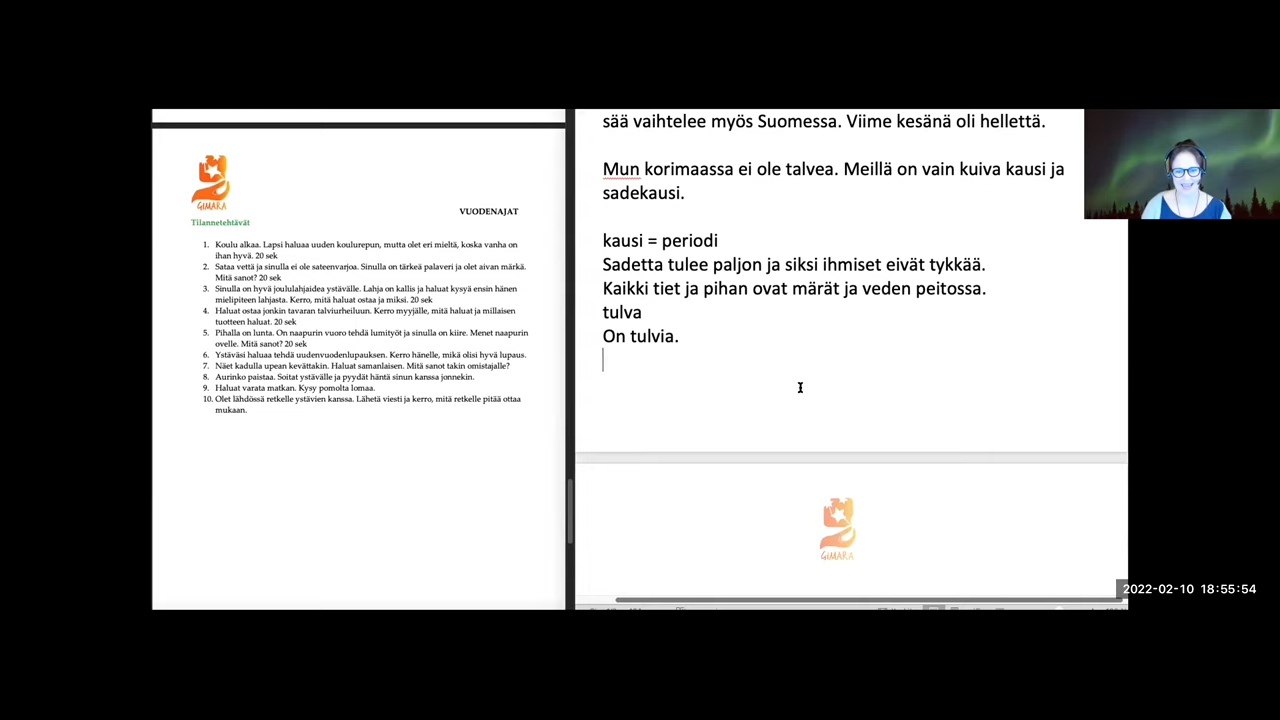 GIMARA
VUODENAJAT
Tilannetehtävät
1. Koulu alkaa. Lapsi haluaa uuden koulurepun, mutta olet eri mieltä, koska vanha on
ihan hyvä. 20 sek
2. Sataa vettä ja sinulla ei ole sateenvarjoa. Sinulla on tärkeä palaveri ja olet aivan märkä.
Mitä sanot? 20 sek
3. Sinulla on hyvä joululahjaidea ystävälle. Lahja on kallis ja haluat kysyä ensin hänen
mielipiteen lahjasta. Kerro, mitä haluat ostaa ja miksi. 20 sek
4. Haluat ostaa jonkin tavaran talviurheiluun. Kerro myyjälle, mitä haluat ja millaisen
tuotteen haluat. 20 sek
5. Pihalla on lunta. On naapurin vuoro tehdä lumityöt ja sinulla on kiire. Menet naapurin
ovelle. Mitä sanot? 20 sek
6. Ystäväsi haluaa tehdä uudenvuodenlupauksen. Kerro hänelle, mikä olisi hyvä lupaus.
7. Näet kadulla upean kevättakin. Haluat samanlaisen. Mitä sanot takin omistajalle?
8. Aurinko paistaa. Soitat ystävälle ja pyydät häntä sinun kanssa jonnekin.
9. Haluat varata matkan. Kysy pomolta lomaa.
10. Olet lähdössä retkelle ystävien kanssa. Lähetä viesti ja kerro, mitä retkelle pitää ottaa
mukaan.
sää vaihtelee myös Suomessa. Viime kesänä oli hellettä.
Mun korimaassa ei ole talvea. Meillä on vain kuiva kausi ja
sadekausi.
kausi = periodi
Sadetta tulee paljon ja siksi ihmiset eivät tykkää.
Kaikki tiet ja pihan ovat märät ja veden peitossa.
tulva
On tulvia.
GIMARA
2022-02-10 18:55:54